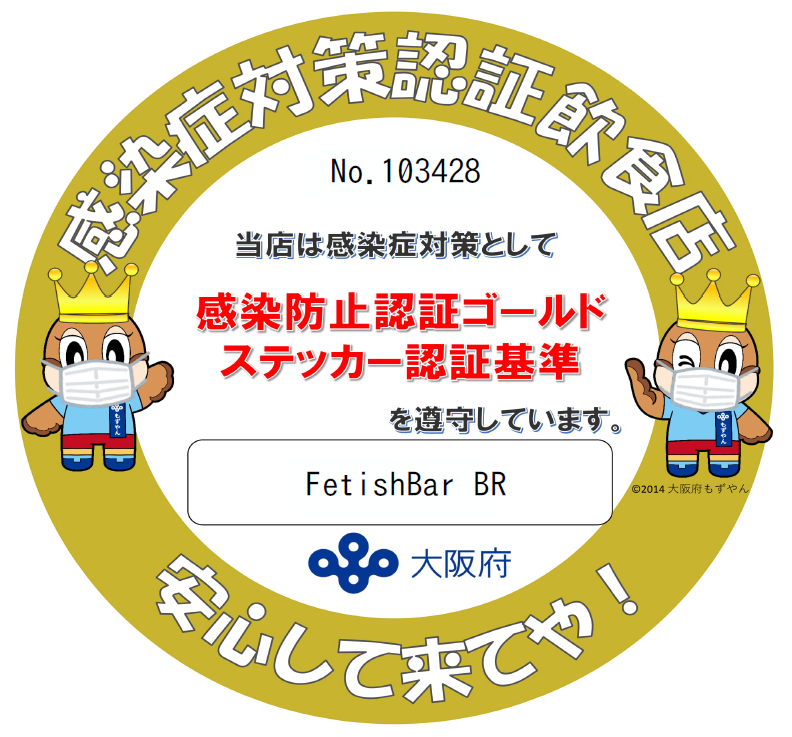 感染症対策認証飲食店
No.103428
当店は感染症対策として
感染防止認証ゴールド
ステッカー認証基準
を遵守しています。
もずやん
もずやん
©2014 大阪府もずやん
FetishBar BR
大阪府
安心して来てや！